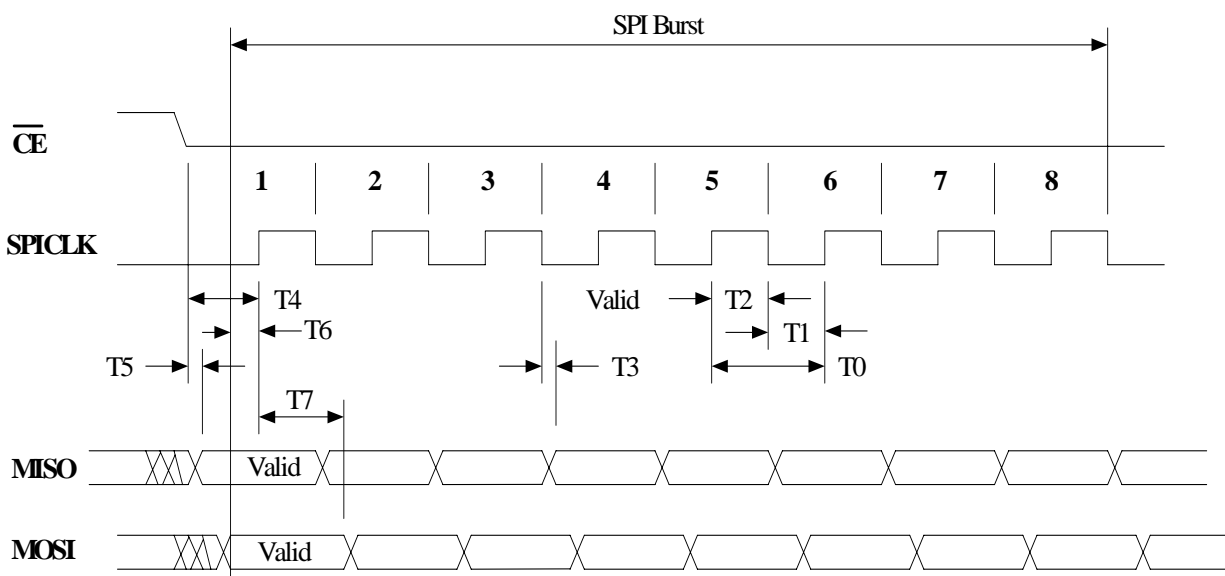 SPI Burst
CE
1 2 3 4 5 6 7 8
SPICLK
T4 Valid T2
T6 T1
T5 T3 T0
T7
MISO Valid
MOSI Valid